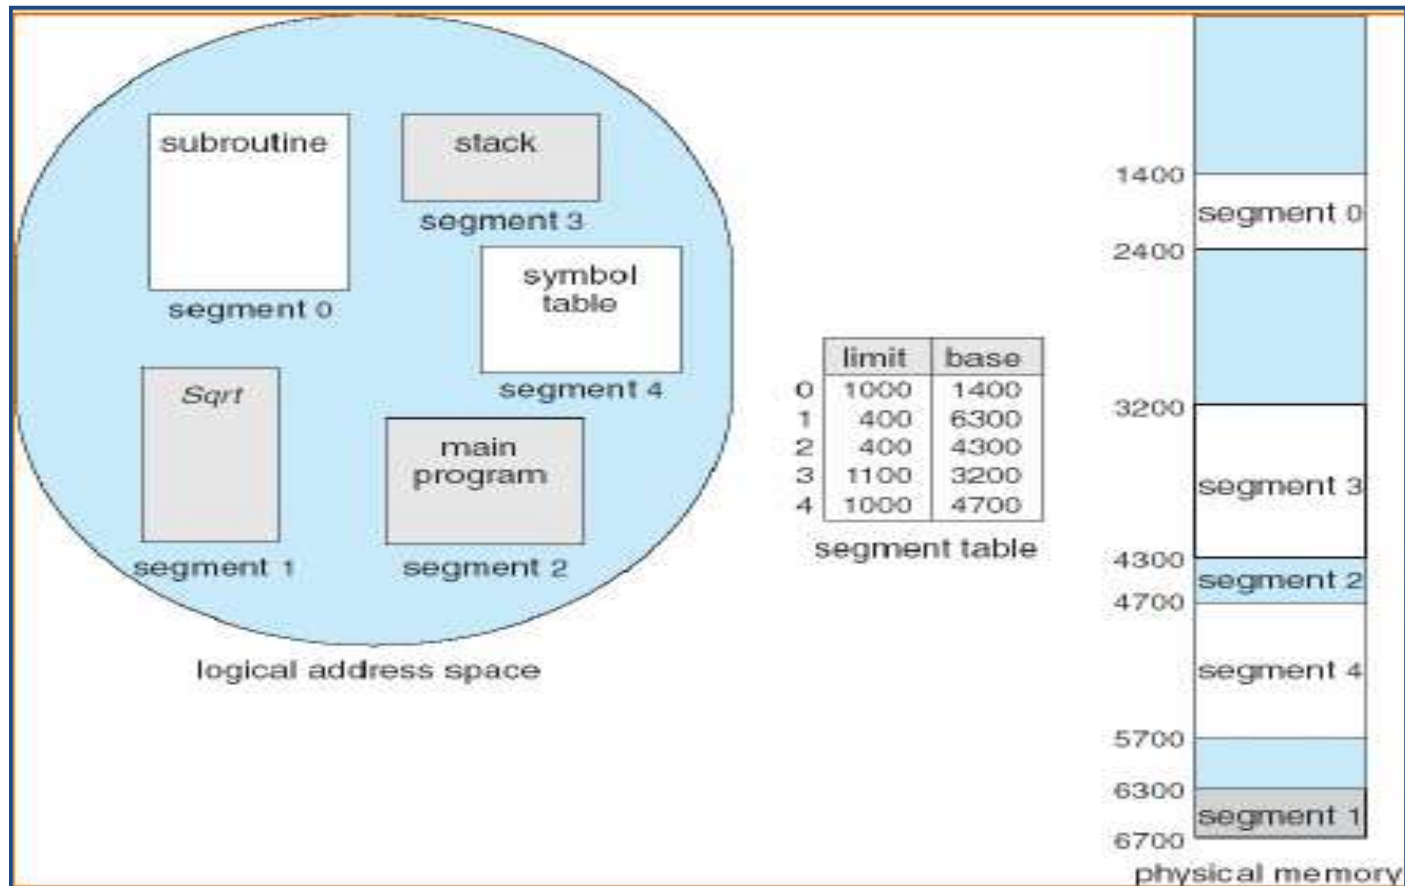 subroutine
segment 0
stack
segment 3
symbol
table
segment 4
Sqrt
segment 1
main
program
segment 2
logical address space
limit base
0 1000 1400
1 400 6300
2 400 4300
3 1100 3200
4 1000 4700
segment table
1400
segment 0
2400
3200
segment 3
4300
segment 2
4700
segment 4
5700
6300
segment 1
6700
physical memory